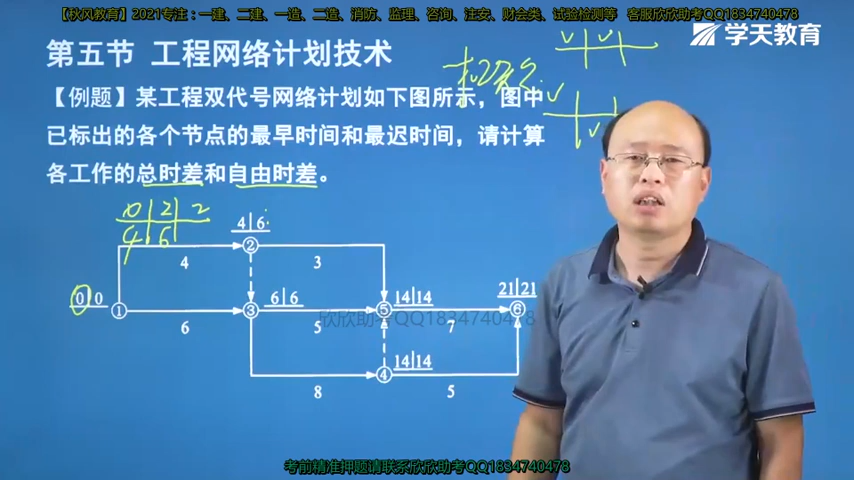 【秋风教育】2021专注：一建、二建、一造、二造、消防、监理、咨询、注安、财会类、试验检测等 客服欣欣助考QQ1834740478
学天教育
第五节 工程网络计划技术
【例题】某工程双代号网络计划如下图所示，图中
已标出的各个节点的最早时间和最迟时间，请计算
各工作的总时差和自由时差。
0 2 2
4 6
4 6
② 
4 3
0 0 6 6 14 14 21 21
① ③ ⑤ ⑥
6 5 7
欣欣助考QQ1834740478
14 14
④
8 5
考前精准押题请联系欣欣助考QQ1834740478